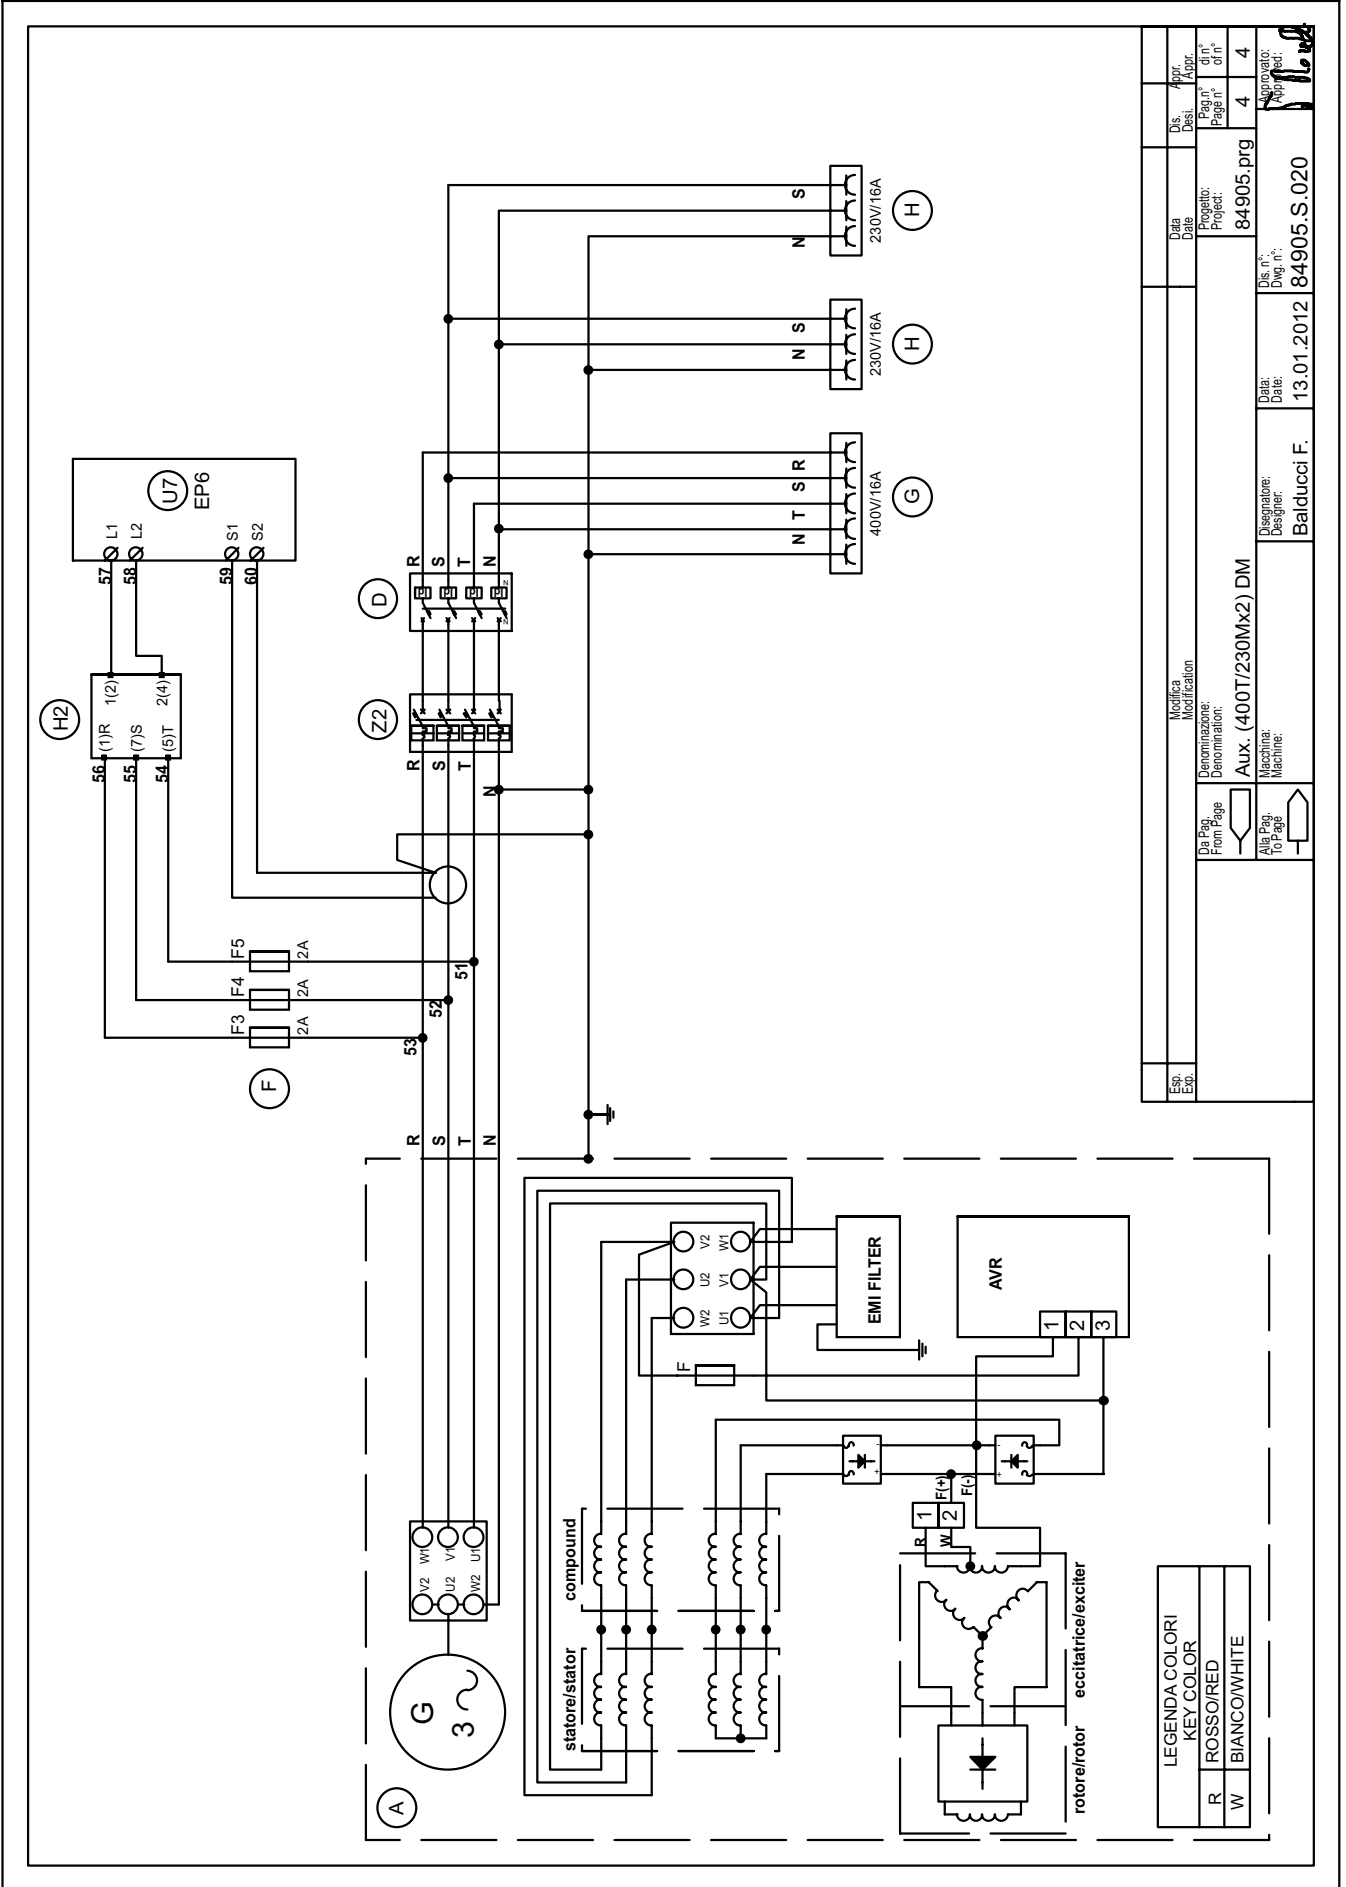 A
G
3
V2
W1
U2
V1
W2
U1
R
S
T
N
53
52
51
F
F3
2A
F4
2A
F5
2A
H2
56
(1)R
1(2)
55
(7)S
54
(5)T
2(4)
57
L1
58
L2
59
S1
60
S2
U7
EP6
Z2
R
S
T
N
D
R
S
T
N
N
N
N
T
S
R
400V/16A
G
N
S
230V/16A
H
N
S
230V/16A
H
statore/stator
compound
W2
U2
V2
U1
V1
W1
F
EMI FILTER
AVR
1
2
3
-
+
-
+
F(+)
F(-)
1
2
R
W
rotore/rotor
eccitatrice/exciter
LEGENDA COLORI
KEY COLOR
R
ROSSO/RED
W
BIANCO/WHITE
Esp.
Exp.
Modifica
Modification
Data
Date
Dis.
Desi.
Appr.
Appr.
Da Pag.
From Page
Denominazione:
Denomination:
Aux. (400T/230Mx2) DM
Progetto:
Project:
84905.prg
Pag.n°
Page n°
4
di n°
of n°
4
Alla Pag.
To Page
Macchina:
Machine:
Disegnatore:
Designer:
Balducci F.
Data:
Date:
13.01.2012
Dis. n°:
Dwg. n°:
84905.S.020
Approvato:
Approved: